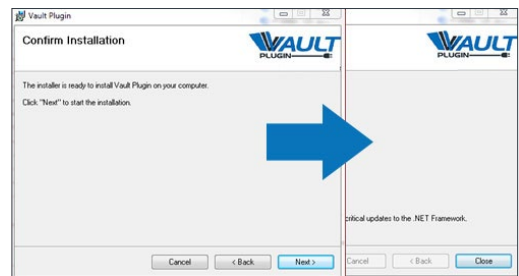 Vault Plugin
Confirm Installation
VAULT
PLUGIN
The installer is ready to install Vault Plugin on your computer.
Click "Next" to start the installation.
Cancel
< Back
Next >
VAULT
PLUGIN
critical updates to the .NET Framework.
Cancel
< Back
Close